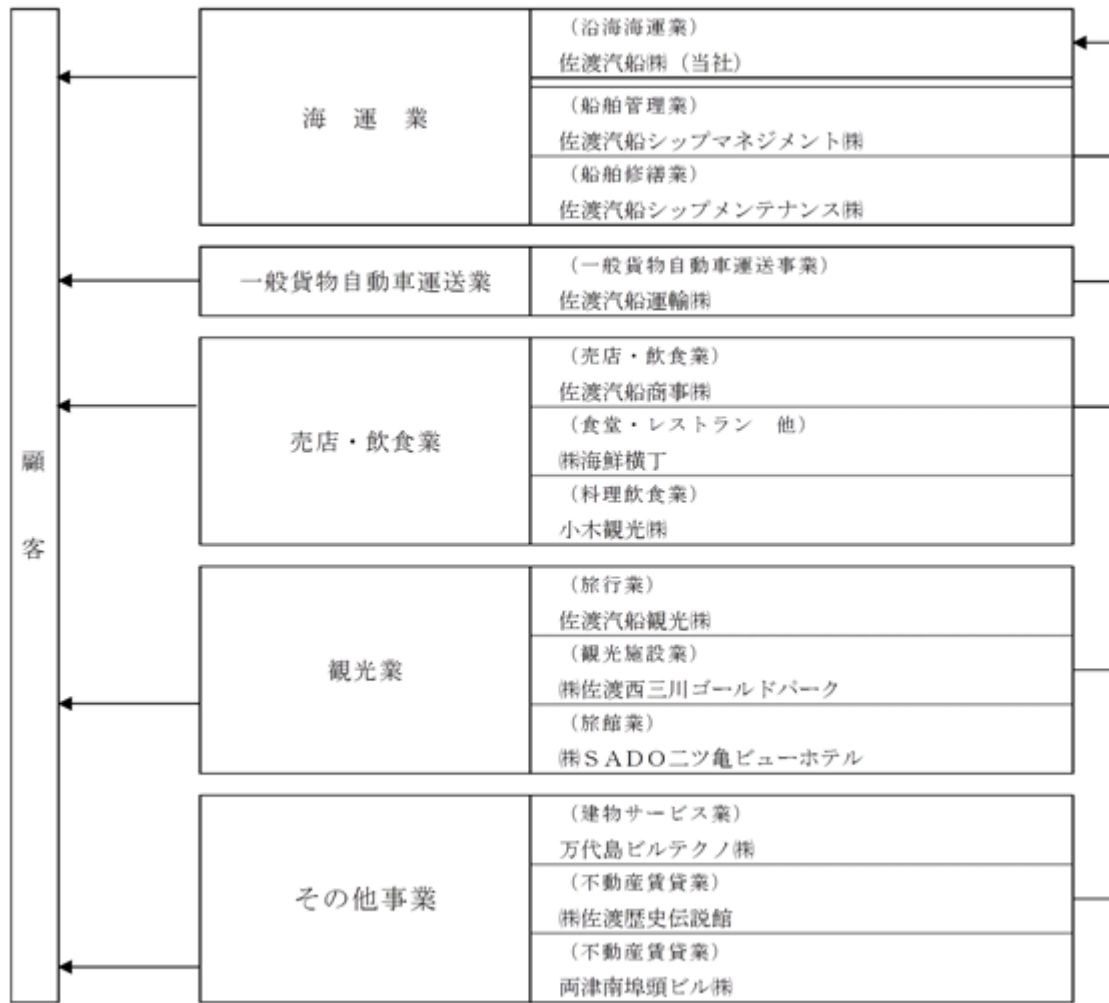 顧客
海運業
(沿海海運業)
佐渡汽船㈱(当社)
(船舶管理業)
佐渡汽船シップマネジメント㈱
(船舶修繕業)
佐渡汽船シップメンテナンス㈱
一般貨物自動車運送業
(一般貨物自動車運送事業)
佐渡汽船運輸㈱
売店・飲食業
(売店・飲食業)
佐渡汽船商事㈱
(食堂・レストラン 他)
㈱海鮮横丁
(料理飲食業)
小木観光㈱
観光業
(旅行業)
佐渡汽船観光㈱
(観光施設業)
㈱佐渡西三川ゴールドパーク
(旅館業)
㈱SADO二ツ亀ビューホテル
その他事業
(建物サービス業)
万代島ビルテクノ㈱
(不動産賃貸業)
㈱佐渡歴史伝説館
(不動産賃貸業)
両津南埠頭ビル㈱